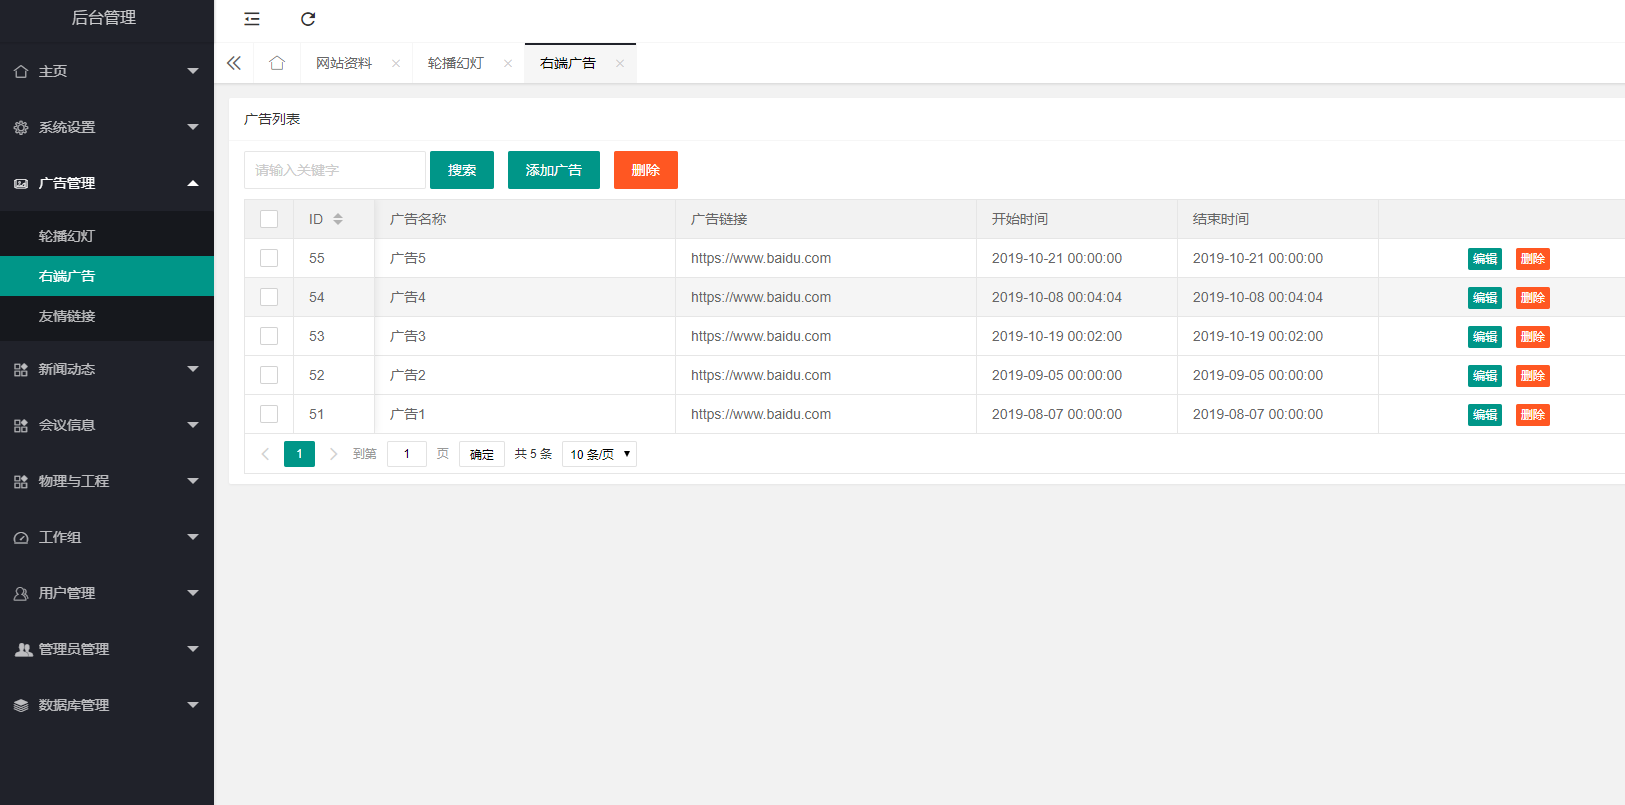 后台管理
主页
系统设置
广告管理
轮播幻灯
右端广告
友情链接
新闻动态
会议信息
物理与工程
工作组
用户管理
管理员管理
数据库管理
网站资料 轮播幻灯 右端广告
广告列表
请输入关键字 搜索 添加广告 删除
ID 广告名称 广告链接 开始时间 结束时间
55 广告5 https://www.baidu.com 2019-10-21 00:00:00 2019-10-21 00:00:00 编辑 删除
54 广告4 https://www.baidu.com 2019-10-08 00:04:04 2019-10-08 00:04:04 编辑 删除
53 广告3 https://www.baidu.com 2019-10-19 00:02:00 2019-10-19 00:02:00 编辑 删除
52 广告2 https://www.baidu.com 2019-09-05 00:00:00 2019-09-05 00:00:00 编辑 删除
51 广告1 https://www.baidu.com 2019-08-07 00:00:00 2019-08-07 00:00:00 编辑 删除
1 到第 1 页 确定 共 5 条 10 条/页